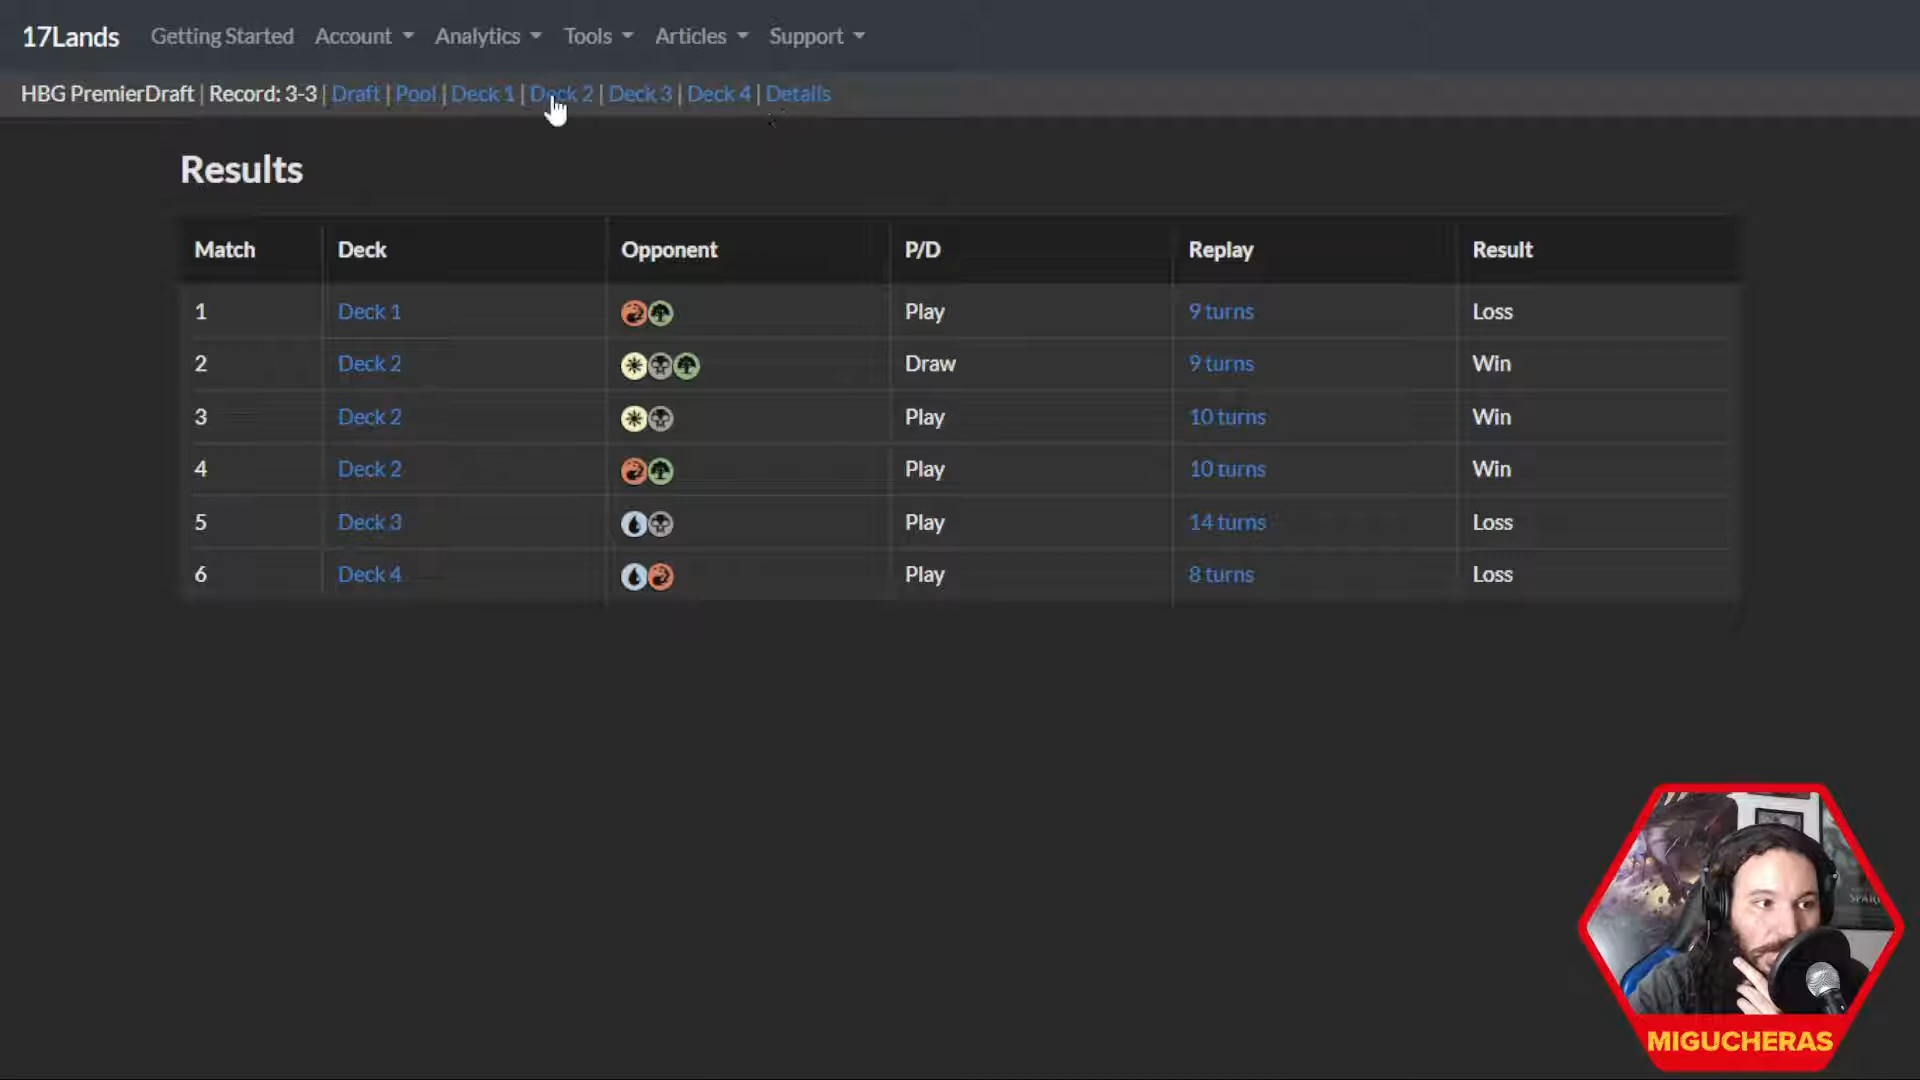 17Lands Getting Started Account Analytics Tools Articles Support
HBG PremierDraft | Record: 3-3 | Draft | Pool | Deck 1 | Deck 2 | Deck 3 | Deck 4 | Details
Results
Match Deck Opponent P/D Replay Result
1 Deck 1 Play 9 turns Loss
2 Deck 2 Draw 9 turns Win
3 Deck 2 Play 10 turns Win
4 Deck 2 Play 10 turns Win
5 Deck 3 Play 14 turns Loss
6 Deck 4 Play 8 turns Loss
MIGUCHERAS